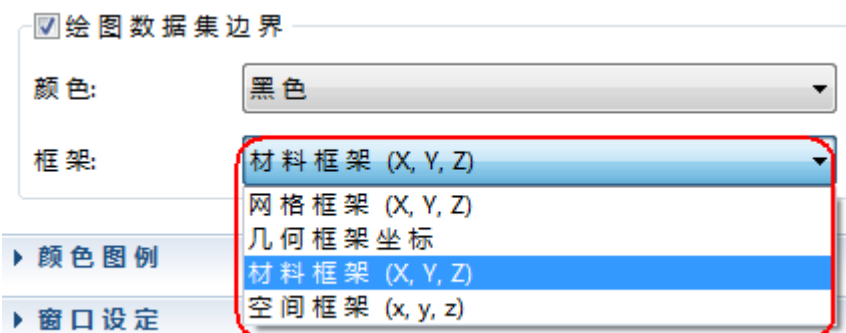 绘图数据集边界
颜色: 黑色
框架: 材料框架 (X, Y, Z)
网格框架 (X, Y, Z)
几何框架坐标
材料框架 (X, Y, Z)
空间框架 (x, y, z)
颜色图例
窗口设定